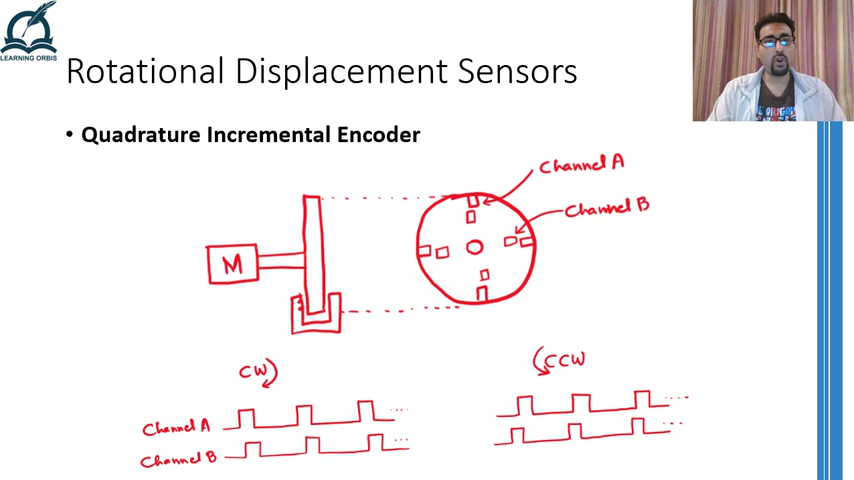 LEARNING ORBIS
Rotational Displacement Sensors
• Quadrature Incremental Encoder
Channel A
Channel B
M
CW
CCW
Channel A
Channel B